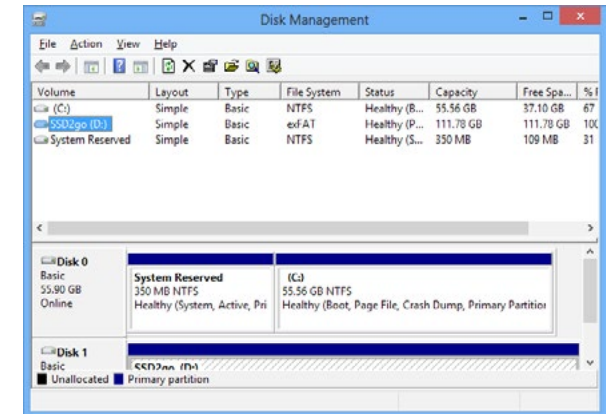 Disk Management
File Action View Help
Volume Layout Type File System Status Capacity Free Spa... % F
(C:) Simple Basic NTFS Healthy (B... 55.56 GB 37.10 GB 67
SSD2go (D:) Simple Basic exFAT Healthy (P... 111.78 GB 111.78 GB 100
System Reserved Simple Basic NTFS Healthy (S... 350 MB 109 MB 31
Disk 0
Basic
55.90 GB
Online
System Reserved
350 MB NTFS
Healthy (System, Active, Pri
(C:)
55.56 GB NTFS
Healthy (Boot, Page File, Crash Dump, Primary Partition
Disk 1
Basic
SSD2go (D:)
Unallocated Primary partition